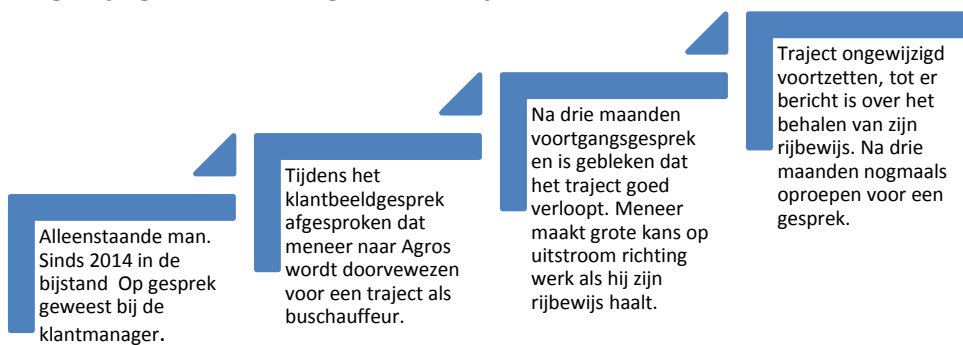 Alleenstaande man.
Sinds 2014 in de
bijstand Op gesprek
geweest bij de
klantmanager.
Tijdens het
klantbeeldgesprek
afgesproken dat
meneer naar Agros
wordt doorvewezen
voor een traject als
buschauffeur.
Na drie maanden
voortgangsgesprek
en is gebleken dat
het traject goed
verloopt. Meneer
maakt grote kans op
uitstroom richting
werk als hij zijn
rijbewijs haalt.
Traject ongewijzigd
voortzetten, tot er
bericht is over het
behalen van zijn
rijbewijs. Na drie
maanden nogmaals
oproepen voor een
gesprek.